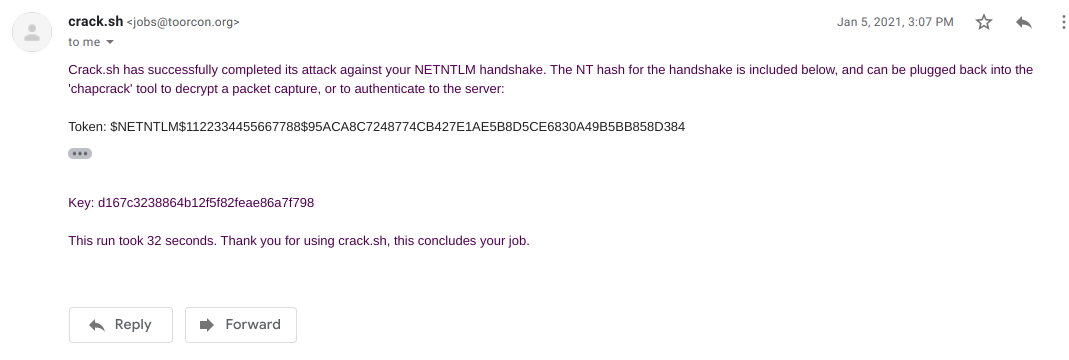 crack.sh <jobs@toorcon.org>
Jan 5, 2021, 3:07 PM
to me
Crack.sh has successfully completed its attack against your NETNTLM handshake. The NT hash for the handshake is included below, and can be plugged back into the
'chapcrack' tool to decrypt a packet capture, or to authenticate to the server:
Token: $NETNTLM$1122334455667788$95ACA8C7248774CB427E1AE5B8D5CE6830A49B5BB858D384
Key: d167c3238864b12f5f82feae86a7f798
This run took 32 seconds. Thank you for using crack.sh, this concludes your job.
Reply
Forward